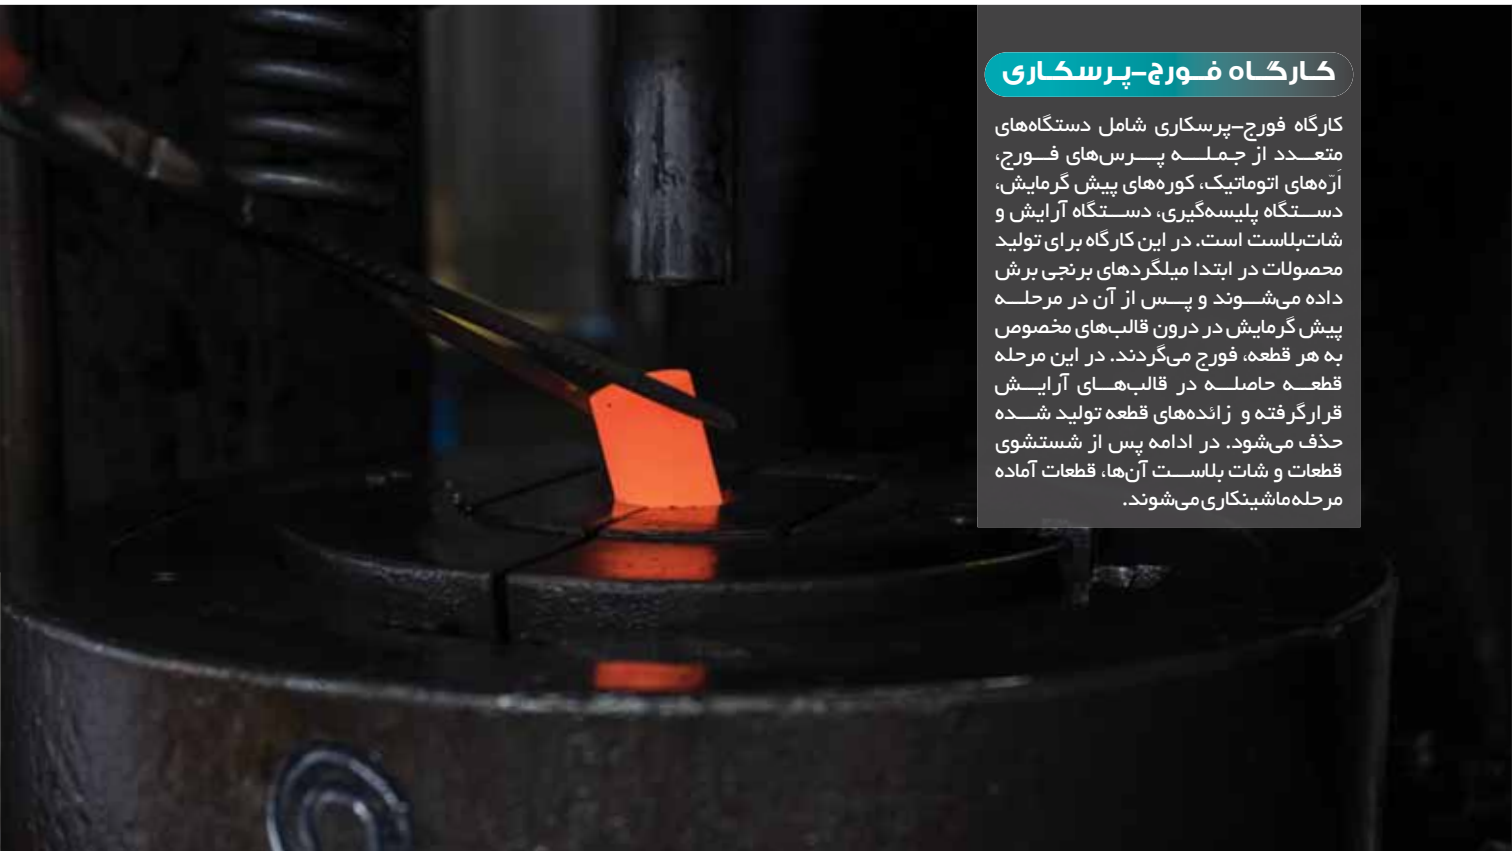 کارگاه فورج-پرسکاری
کارگاه فورج-پرسکاری شامل دستگاه‌های
متعدد از جمله پرس‌های فورج،
اَرّه‌های اتوماتیک، کوره‌های پیش گرمایش،
دستگاه پلیسه‌گیری، دستگاه آرایش و
شات‌بلاست است. در این کارگاه برای تولید
محصولات در ابتدا میلگردهای برنجی برش
داده می‌شوند و پس از آن در مرحله
پیش گرمایش در درون قالب‌های مخصوص
به هر قطعه، فورج می‌گردند. در این مرحله
قطعه حاصله در قالب‌های آرایش
قرارگرفته و زائده‌های قطعه تولید شده
حذف می‌شود. در ادامه پس از شستشوی
قطعات و شات بلاست آن‌ها، قطعات آماده
مرحله ماشینکاری می‌شوند.